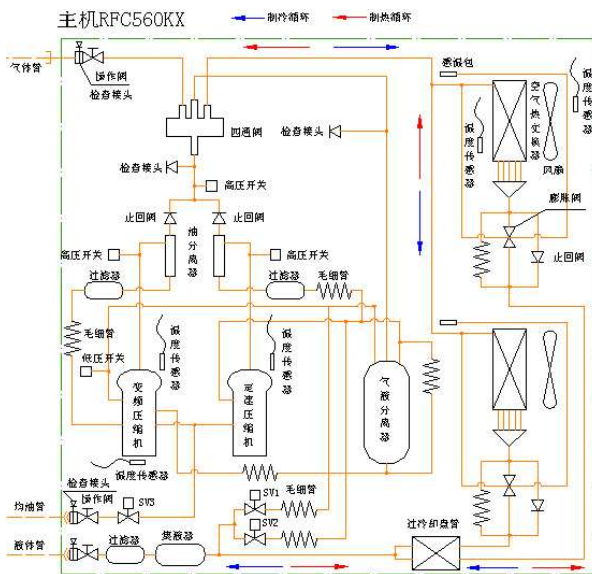 主机RFC560KX
制冷循环
制热循环
气体管
操作阀
检查接头
感温包
温度传感器
空气热交换器
风扇
温度传感器
四通阀
检查接头
检查接头
高压开关
止回阀
止回阀
膨胀阀
止回阀
高压开关
油分离器
高压开关
过滤器
过滤器
毛细管
毛细管
低压开关
温度传感器
温度传感器
变频压缩机
定速压缩机
气液分离器
温度传感器
检查接头
操作阀
SV3
SV1
毛细管
SV2
均油管
液体管
过滤器
贮液器
过冷却盘管